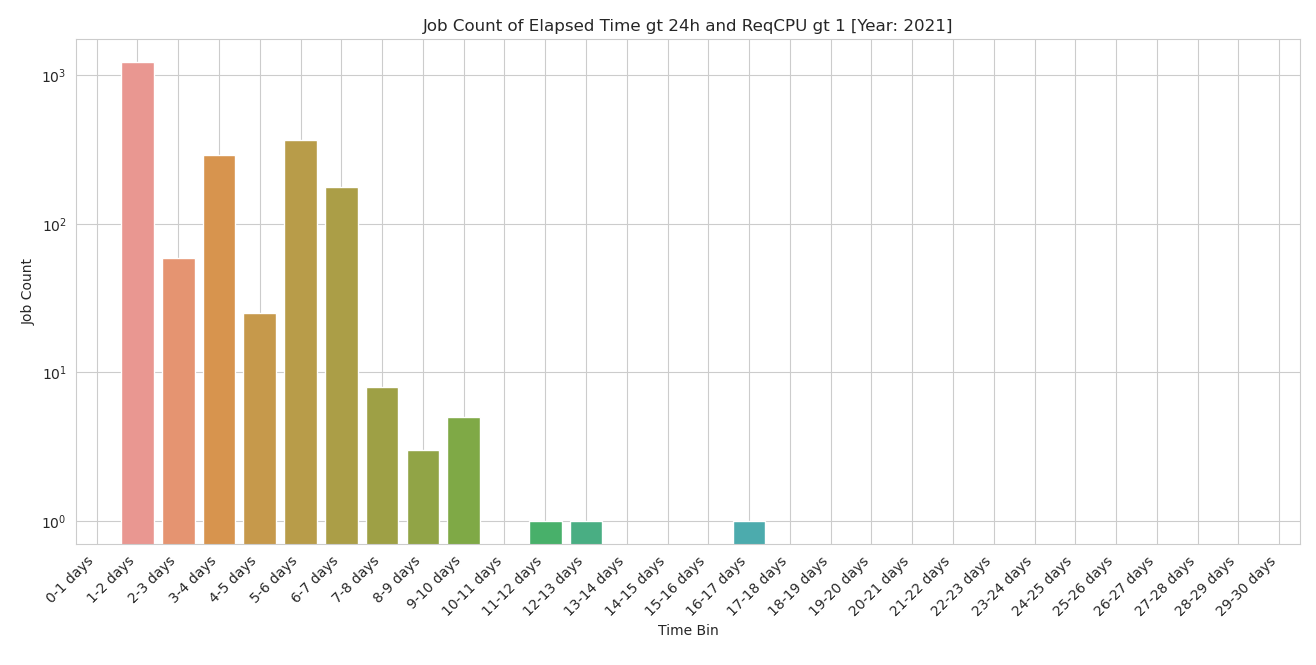 Job Count of Elapsed Time gt 24h and ReqCPU gt 1 [Year: 2021]
10³
10²
10¹
10⁰
Job Count
0-1 days
1-2 days
2-3 days
3-4 days
4-5 days
5-6 days
6-7 days
7-8 days
8-9 days
9-10 days
10-11 days
11-12 days
12-13 days
13-14 days
14-15 days
15-16 days
16-17 days
17-18 days
18-19 days
19-20 days
20-21 days
21-22 days
22-23 days
23-24 days
24-25 days
25-26 days
26-27 days
27-28 days
28-29 days
29-30 days
Time Bin